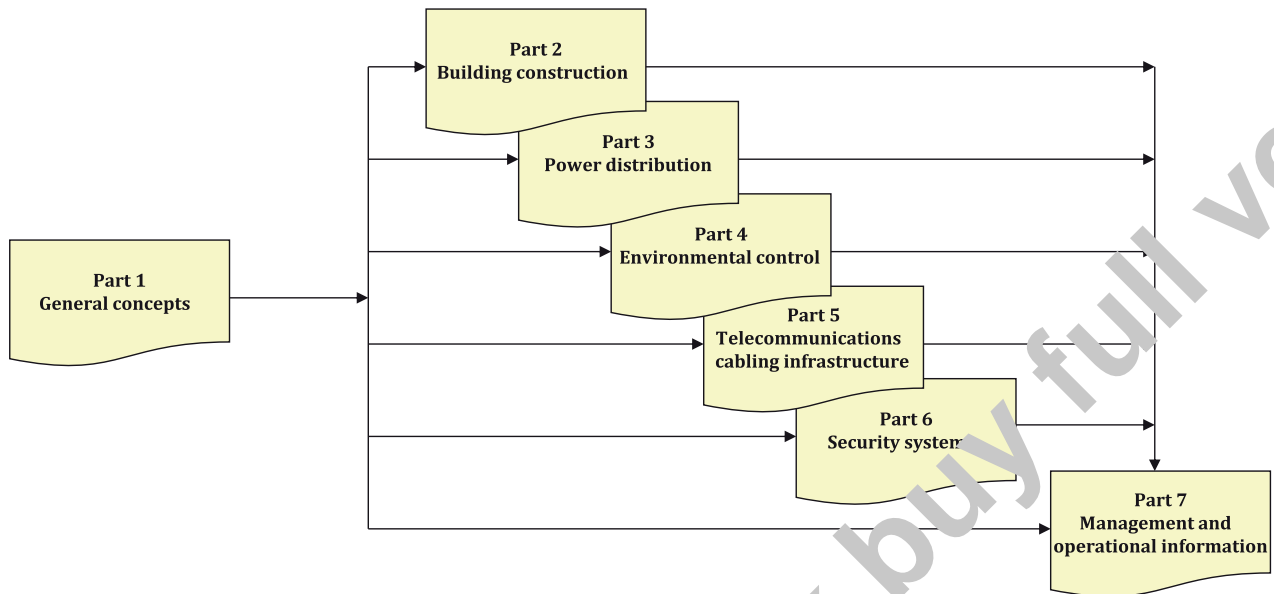 Part 2
Building construction
Part 3
Power distribution
Part 4
Environmental control
Part 1
General concepts
Part 5
Telecommunications
cabling infrastructure
Part 6
Security system
Part 7
Management and
operational information
buy full